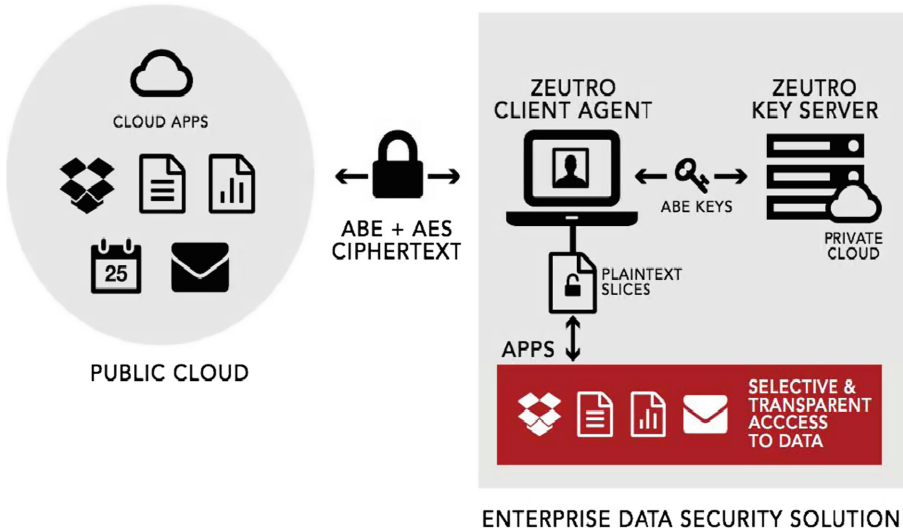 CLOUD APPS
25
PUBLIC CLOUD
ABE + AES
CIPHERTEXT
ZEUTRO
CLIENT AGENT
ZEUTRO
KEY SERVER
ABE KEYS
PRIVATE
CLOUD
PLAINTEXT
SLICES
APPS
SELECTIVE &
TRANSPARENT
ACCCESS
TO DATA
ENTERPRISE DATA SECURITY SOLUTION